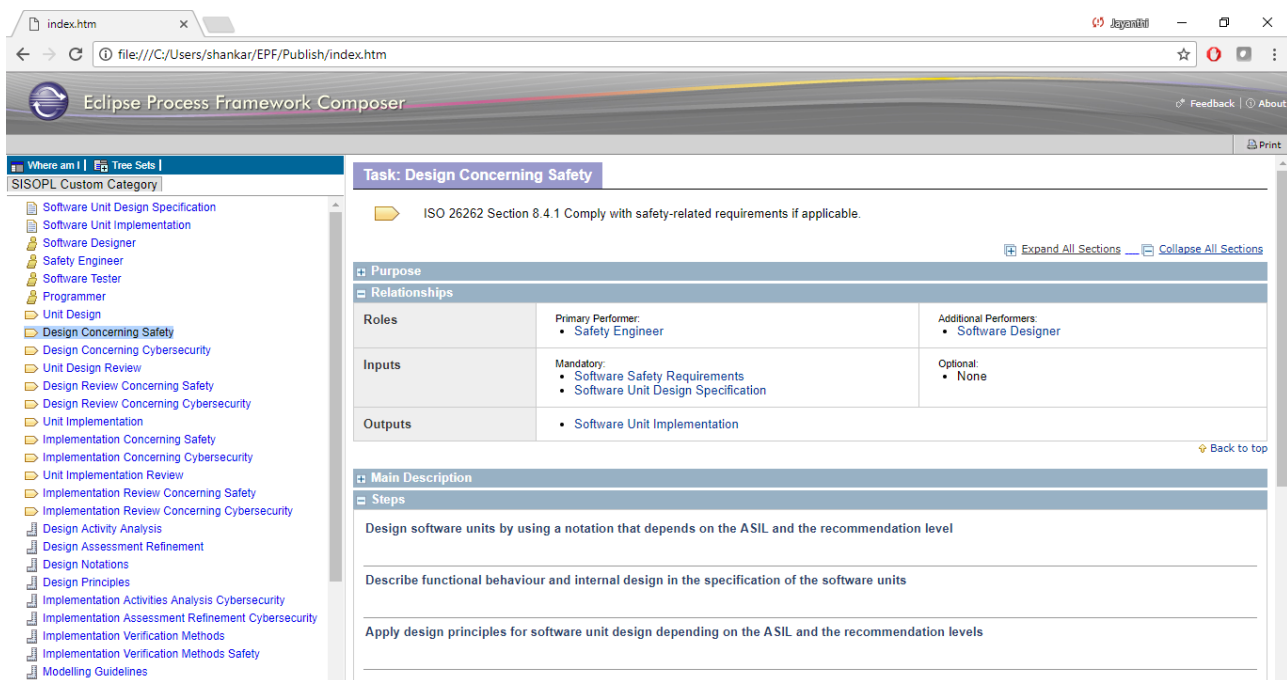 index.htm
Jayanthi
file:///C:/Users/shankar/EPF/Publish/index.htm
Eclipse Process Framework Composer
Feedback | About
Print
Where am I | Tree Sets |
SISOPL Custom Category
Software Unit Design Specification
Software Unit Implementation
Software Designer
Safety Engineer
Software Tester
Programmer
Unit Design
Design Concerning Safety
Design Concerning Cybersecurity
Unit Design Review
Design Review Concerning Safety
Design Review Concerning Cybersecurity
Unit Implementation
Implementation Concerning Safety
Implementation Concerning Cybersecurity
Unit Implementation Review
Implementation Review Concerning Safety
Implementation Review Concerning Cybersecurity
Design Activity Analysis
Design Assessment Refinement
Design Notations
Design Principles
Implementation Activities Analysis Cybersecurity
Implementation Assessment Refinement Cybersecurity
Implementation Verification Methods
Implementation Verification Methods Safety
Modelling Guidelines
Task: Design Concerning Safety
ISO 26262 Section 8.4.1 Comply with safety-related requirements if applicable.
Expand All Sections Collapse All Sections
Purpose
Relationships
Roles
Primary Performer:
• Safety Engineer
Additional Performers:
• Software Designer
Inputs
Mandatory:
• Software Safety Requirements
• Software Unit Design Specification
Optional:
• None
Outputs
• Software Unit Implementation
Back to top
Main Description
Steps
Design software units by using a notation that depends on the ASIL and the recommendation level
Describe functional behaviour and internal design in the specification of the software units
Apply design principles for software unit design depending on the ASIL and the recommendation levels